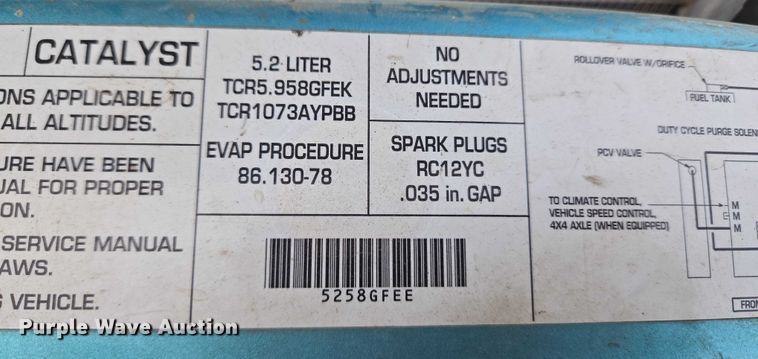 CATALYST
ONS APPLICABLE TO
ALL ALTITUDES.
URE HAVE BEEN
UAL FOR PROPER
ON.
SERVICE MANUAL
AWS.
VEHICLE.
5.2 LITER
TCR5.958GFEK
TCR1073AYPBB
EVAP PROCEDURE
86.130-78
NO
ADJUSTMENTS
NEEDED
SPARK PLUGS
RC12YC
.035 in. GAP
5258GFEE
ROLLOVER VALVE W/ORIFICE
FUEL TANK
DUTY CYCLE PURGE SOLEN
PCV VALVE
TO CLIMATE CONTROL,
VEHICLE SPEED CONTROL,
4X4 AXLE (WHEN EQUIPPED)
M
M
M
FRON
Purple Wave Auction